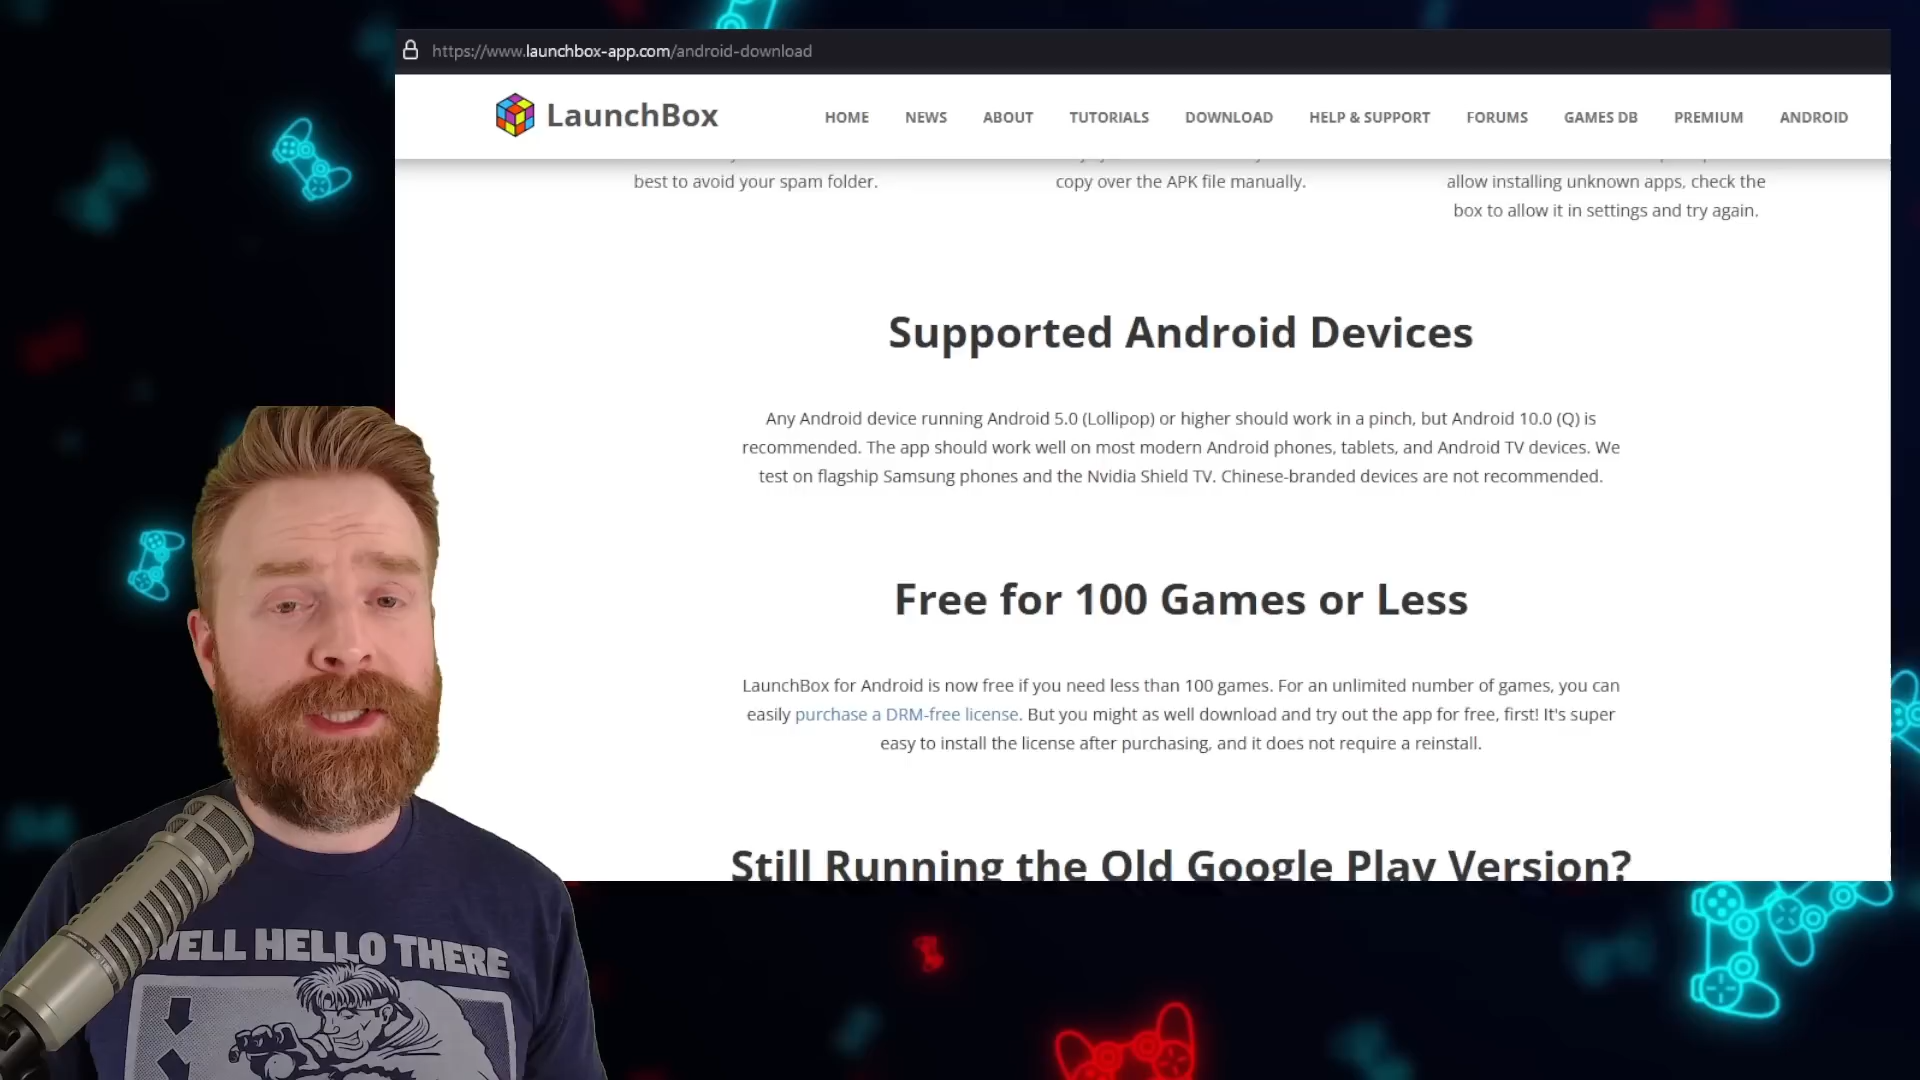 https://www.launchbox-app.com/android-download
LaunchBox
HOME NEWS ABOUT TUTORIALS DOWNLOAD HELP & SUPPORT FORUMS GAMES DB PREMIUM ANDROID
best to avoid your spam folder.
copy over the APK file manually.
allow installing unknown apps, check the
box to allow it in settings and try again.
Supported Android Devices
Any Android device running Android 5.0 (Lollipop) or higher should work in a pinch, but Android 10.0 (Q) is
recommended. The app should work well on most modern Android phones, tablets, and Android TV devices. We
test on flagship Samsung phones and the Nvidia Shield TV. Chinese-branded devices are not recommended.
Free for 100 Games or Less
LaunchBox for Android is now free if you need less than 100 games. For an unlimited number of games, you can
easily purchase a DRM-free license. But you might as well download and try out the app for free, first! It's super
easy to install the license after purchasing, and it does not require a reinstall.
Still Running the Old Google Play Version?
WELL HELLO THERE